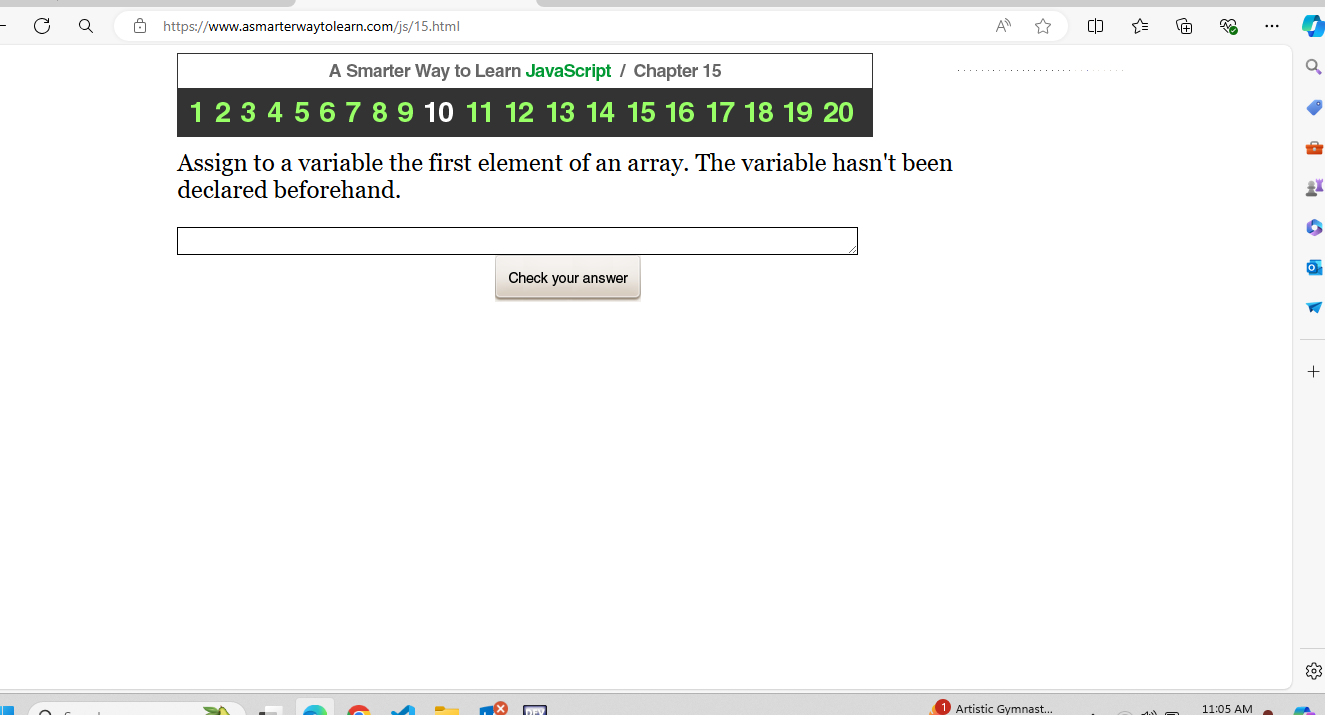 https://www.asmarterwaytolearn.com/js/15.html
A Smarter Way to Learn JavaScript / Chapter 15
1 2 3 4 5 6 7 8 9 10 11 12 13 14 15 16 17 18 19 20
Assign to a variable the first element of an array. The variable hasn't been
declared beforehand.
Check your answer
1 Artistic Gymnast...
11:05 AM
DEV